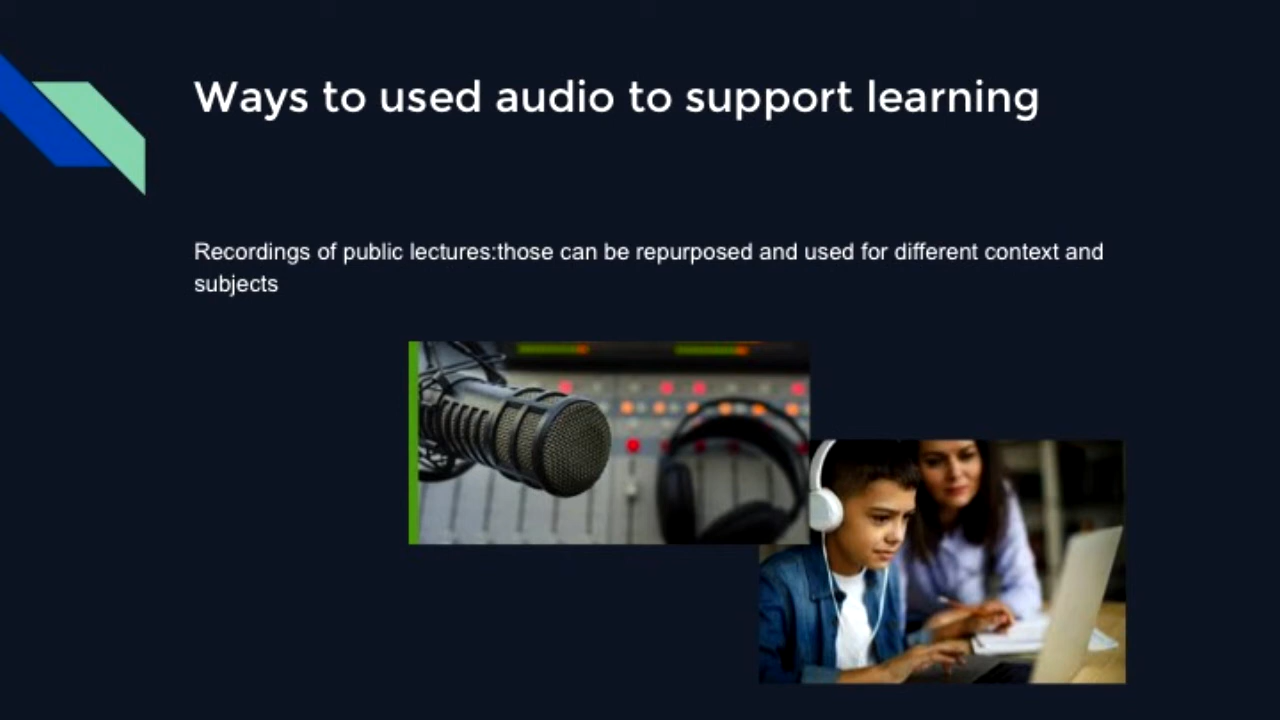 Ways to used audio to support learning
Recordings of public lectures:those can be repurposed and used for different context and
subjects